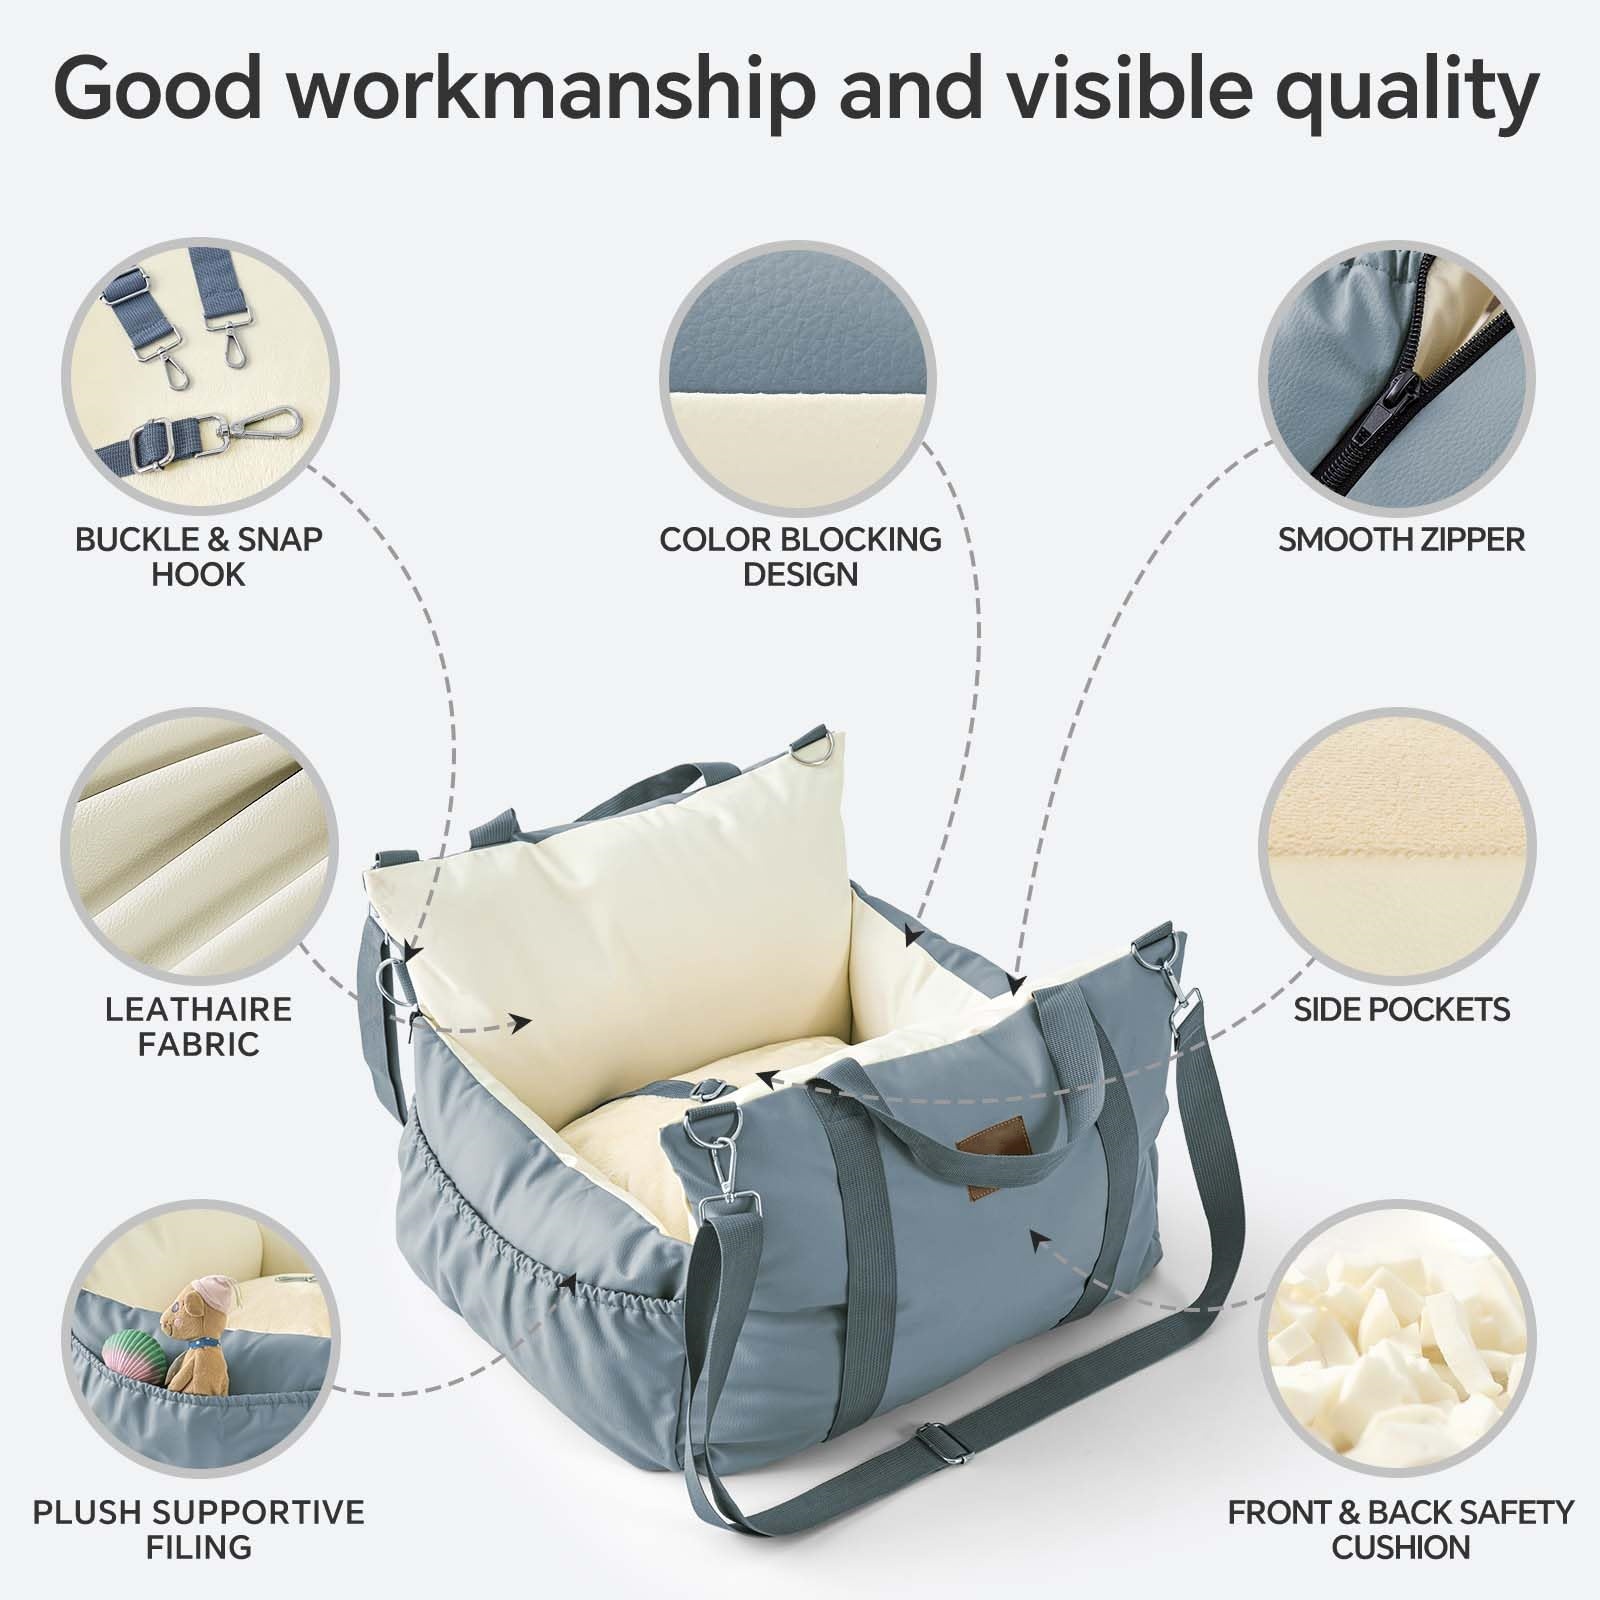 Good workmanship and visible quality
BUCKLE & SNAP
HOOK
COLOR BLOCKING
DESIGN
SMOOTH ZIPPER
LEATHAIRE
FABRIC
SIDE POCKETS
PLUSH SUPPORTIVE
FILING
FRONT & BACK SAFETY
CUSHION